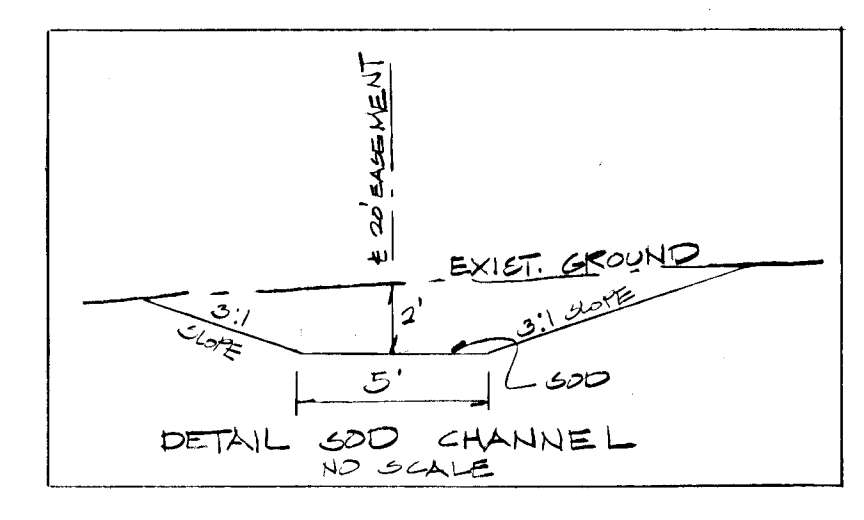 ℄ 20' EASEMENT
EXIST. GROUND
3:1
SLOPE
2'
3:1 SLOPE
5'
SOD
DETAIL SOD CHANNEL
NO SCALE